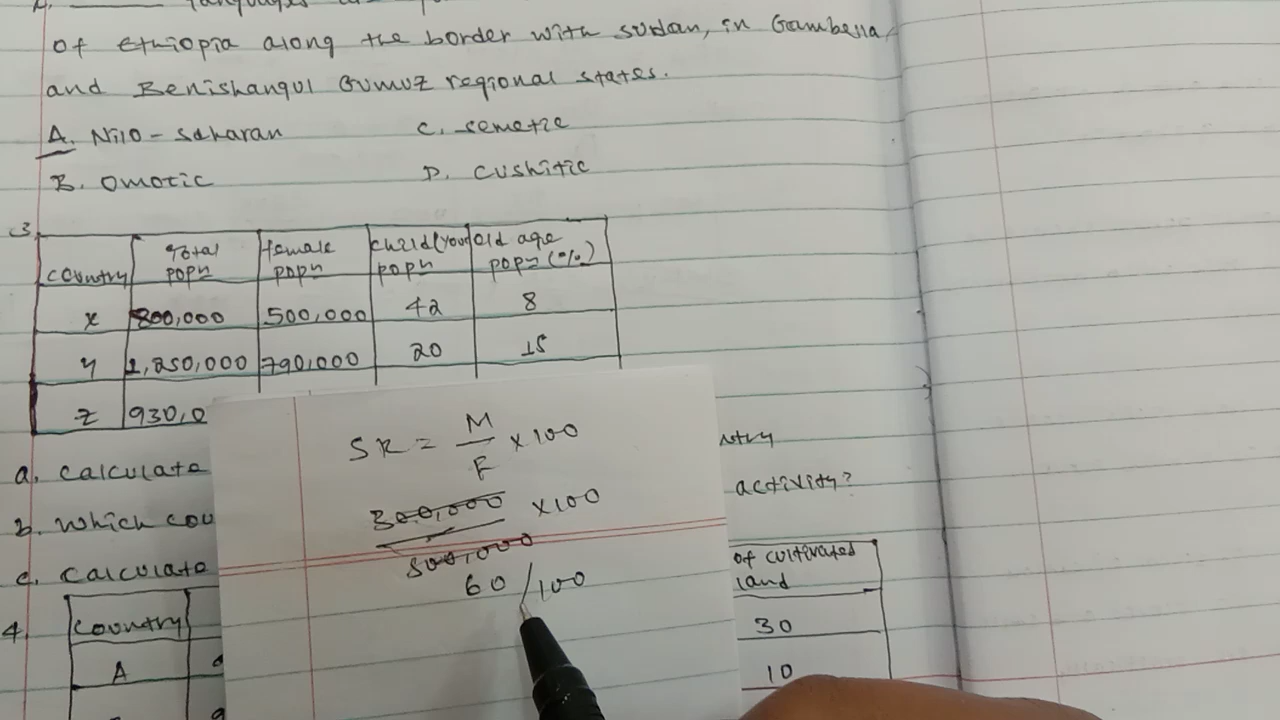 languages
of Ethiopia along the border with sudan, in Gambella,
and Benishangul Gumuz regional states.
A. Nilo - saharan C. semetic
B. omotic D. cushitic
3
country Total popn female popn child(you popn old age popn (%)
x 800,000 500,000 42 8
y 1,250,000 790,000 20 15
z 930,0
SR = M/F x 100
300,000/500,000 x 100
60/100
ntry
a. calculate
activity?
b. which cou
c. calculate
of cultivated land
4. country
30
A
10